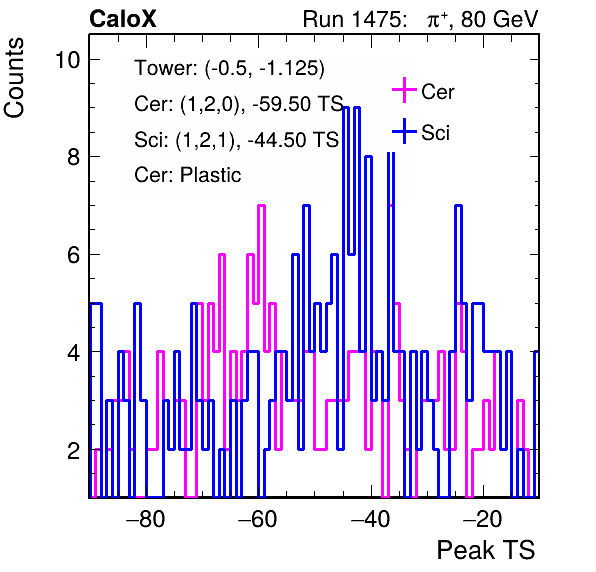 CaloX Run 1475: π⁺, 80 GeV
Counts
Tower: (-0.5, -1.125)
Cer: (1,2,0), -59.50 TS
Sci: (1,2,1), -44.50 TS
Cer: Plastic
Cer
Sci
10
8
6
4
2
−80 −60 −40 −20
Peak TS